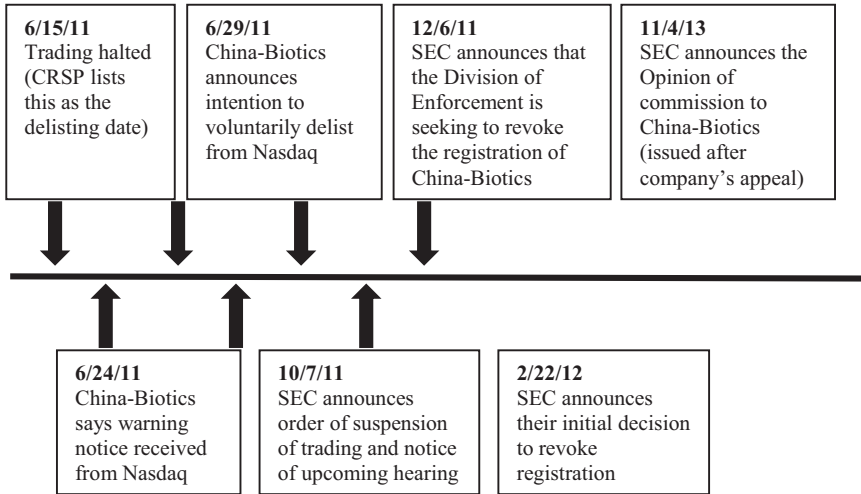 6/15/11
Trading halted
(CRSP lists
this as the
delisting date)
6/29/11
China-Biotics
announces
intention to
voluntarily delist
from Nasdaq
12/6/11
SEC announces that
the Division of
Enforcement is
seeking to revoke
the registration of
China-Biotics
11/4/13
SEC announces the
Opinion of
commission to
China-Biotics
(issued after
company’s appeal)
6/24/11
China-Biotics
says warning
notice received
from Nasdaq
10/7/11
SEC announces
order of suspension
of trading and notice
of upcoming hearing
2/22/12
SEC announces
their initial decision
to revoke
registration